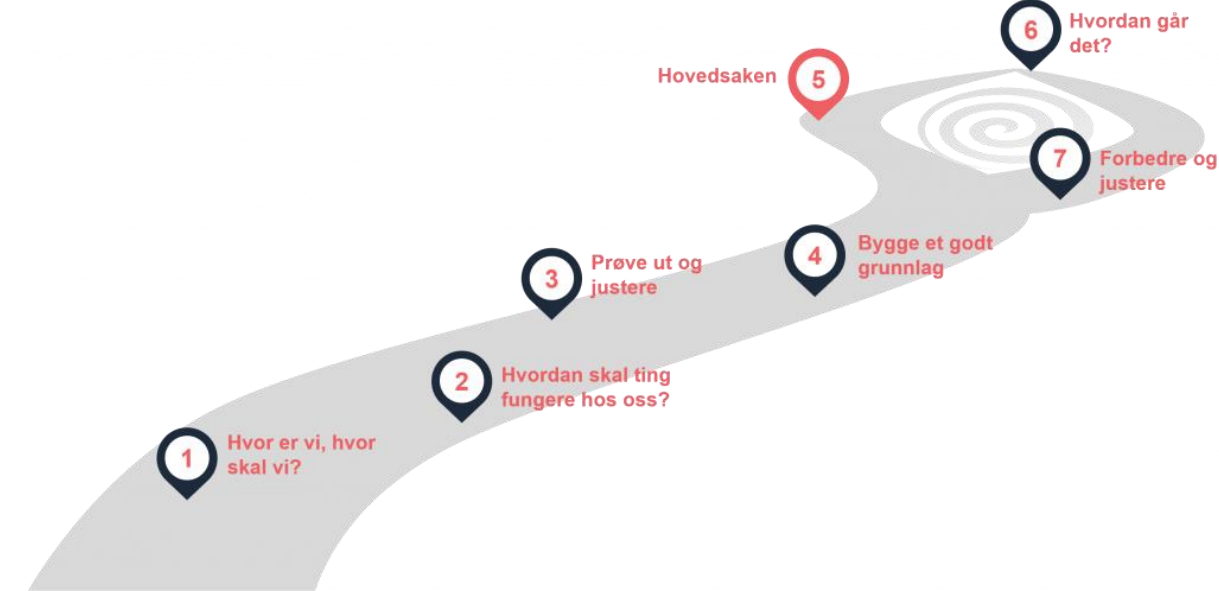 1
Hvor er vi, hvor
skal vi?
2
Hvordan skal ting
fungere hos oss?
3
Prøve ut og
justere
4
Bygge et godt
grunnlag
Hovedsaken
5
6
Hvordan går
det?
7
Forbedre og
justere